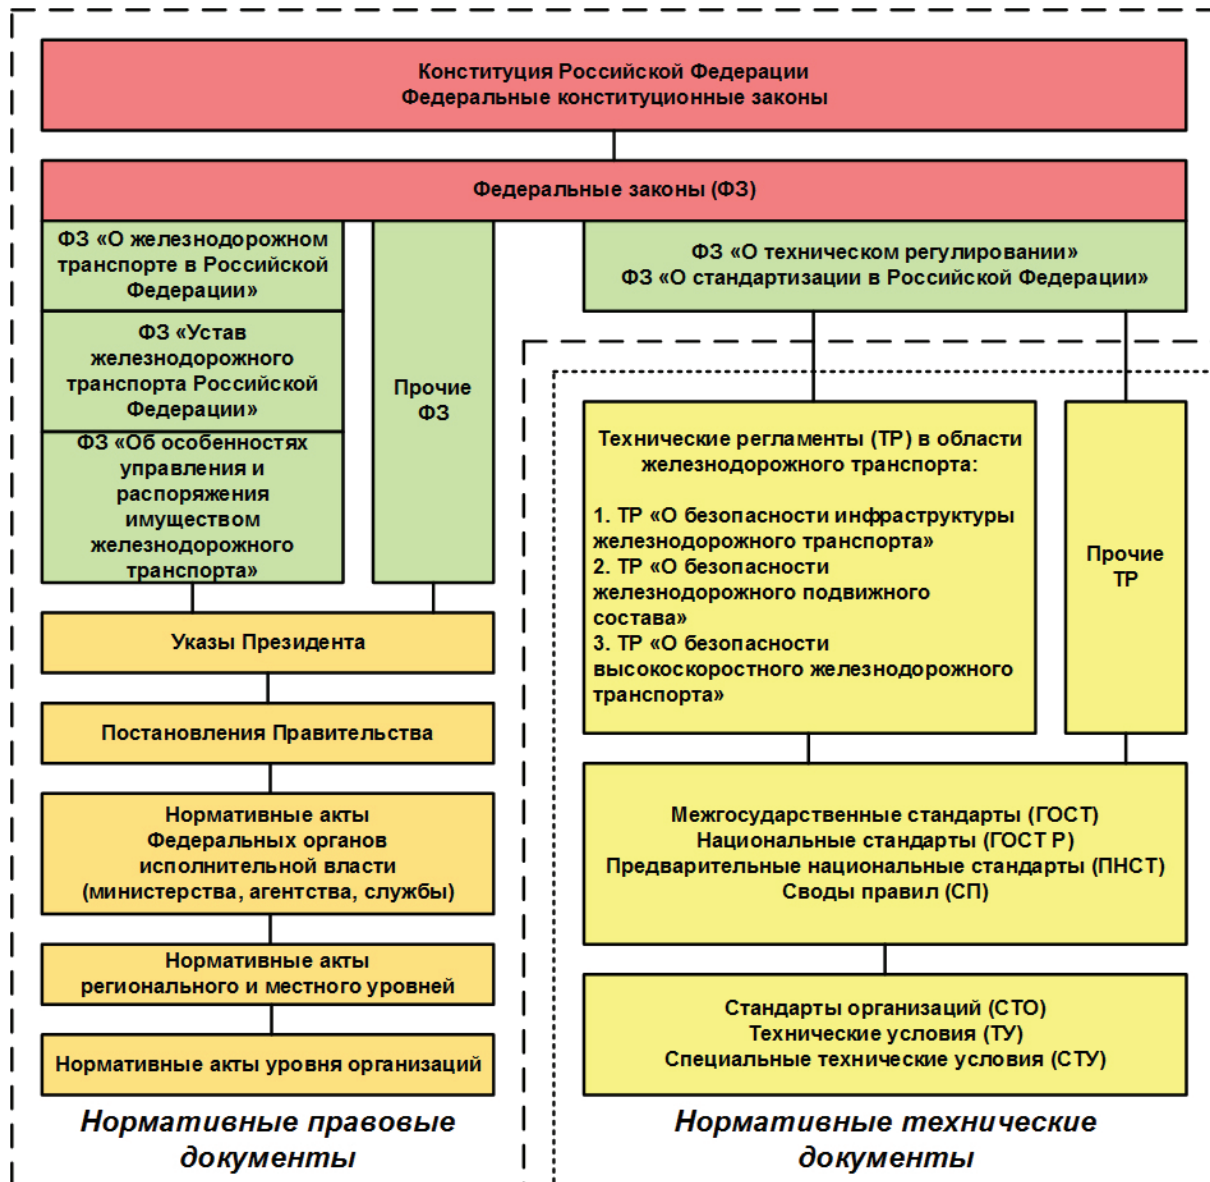 Конституция Российской Федерации
Федеральные конституционные законы
Федеральные законы (ФЗ)
ФЗ «О железнодорожном
транспорте в Российской
Федерации»
ФЗ «Устав
железнодорожного
транспорта Российской
Федерации»
ФЗ «Об особенностях
управления и
распоряжения
имуществом
железнодорожного
транспорта»
Прочие
ФЗ
ФЗ «О техническом регулировании»
ФЗ «О стандартизации в Российской Федерации»
Указы Президента
Постановления Правительства
Нормативные акты
Федеральных органов
исполнительной власти
(министерства, агентства, службы)
Нормативные акты
регионального и местного уровней
Нормативные акты уровня организаций
Нормативные правовые
документы
Технические регламенты (ТР) в области
железнодорожного транспорта:
1. ТР «О безопасности инфраструктуры
железнодорожного транспорта»
2. ТР «О безопасности
железнодорожного подвижного
состава»
3. ТР «О безопасности
высокоскоростного железнодорожного
транспорта»
Прочие
ТР
Межгосударственные стандарты (ГОСТ)
Национальные стандарты (ГОСТ Р)
Предварительные национальные стандарты (ПНСТ)
Своды правил (СП)
Стандарты организаций (СТО)
Технические условия (ТУ)
Специальные технические условия (СТУ)
Нормативные технические
документы